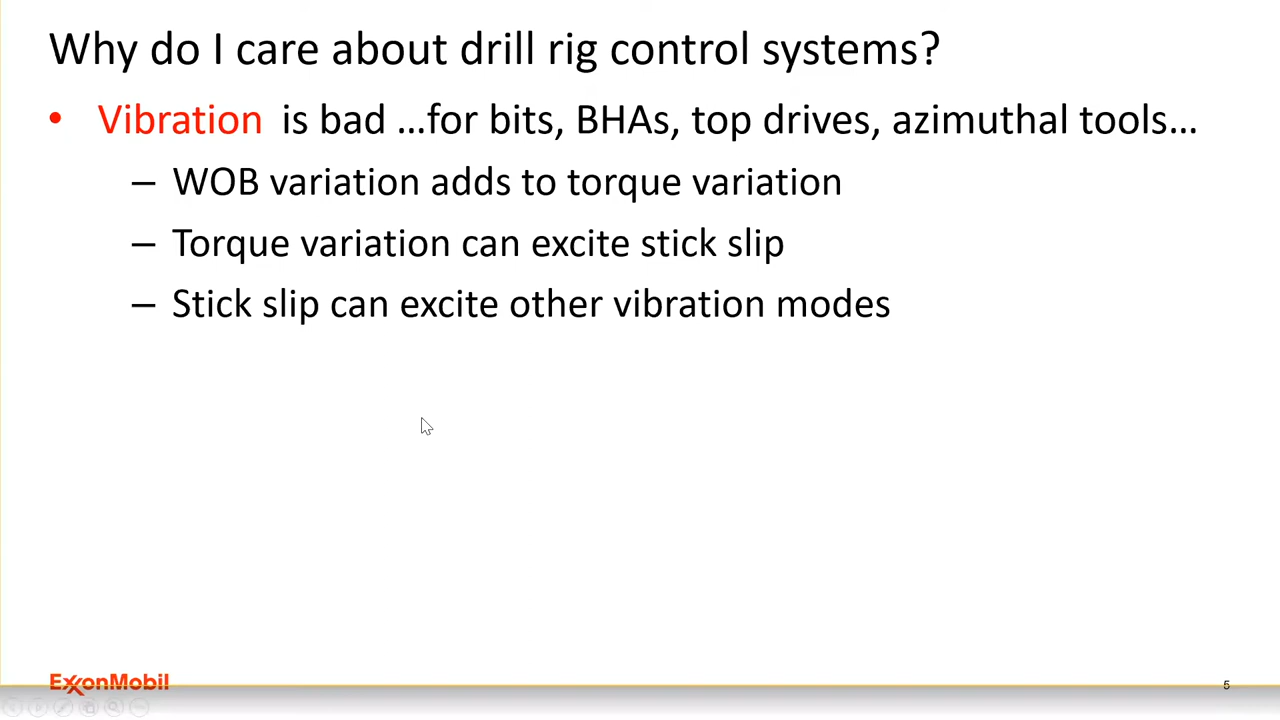 Why do I care about drill rig control systems?
• Vibration is bad …for bits, BHAs, top drives, azimuthal tools…
– WOB variation adds to torque variation
– Torque variation can excite stick slip
– Stick slip can excite other vibration modes
ExxonMobil
5